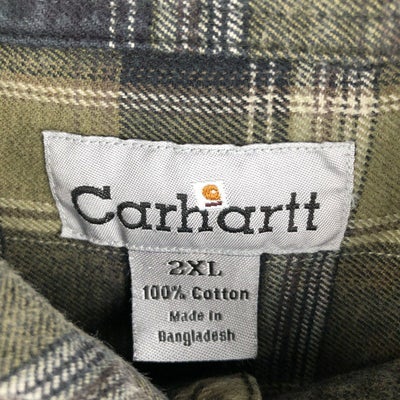 Carhartt
2XL
100% Cotton
Made in
Bangladesh